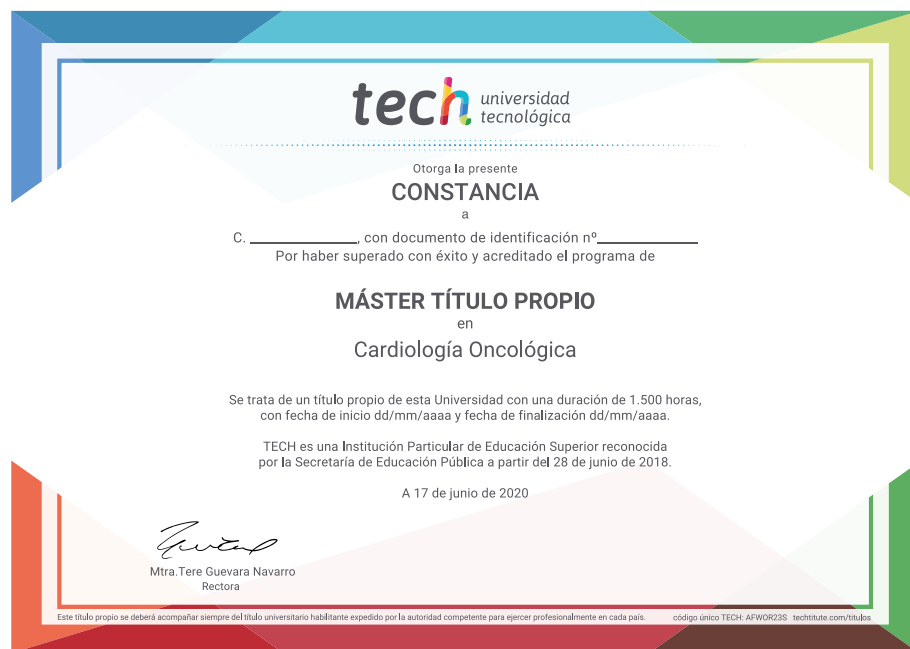 tech universidad
tecnológica
Otorga la presente
CONSTANCIA
a
C. ______________, con documento de identificación nº______________
Por haber superado con éxito y acreditado el programa de
MÁSTER TÍTULO PROPIO
en
Cardiología Oncológica
Se trata de un título propio de esta Universidad con una duración de 1.500 horas,
con fecha de inicio dd/mm/aaaa y fecha de finalización dd/mm/aaaa.
TECH es una Institución Particular de Educación Superior reconocida
por la Secretaría de Educación Pública a partir del 28 de junio de 2018.
A 17 de junio de 2020
Mtra.Tere Guevara Navarro
Rectora
Este título propio se deberá acompañar siempre del título universitario habilitante expedido por la autoridad competente para ejercer profesionalmente en cada país. código único TECH: AFWOR23S techtitute.com/titulos